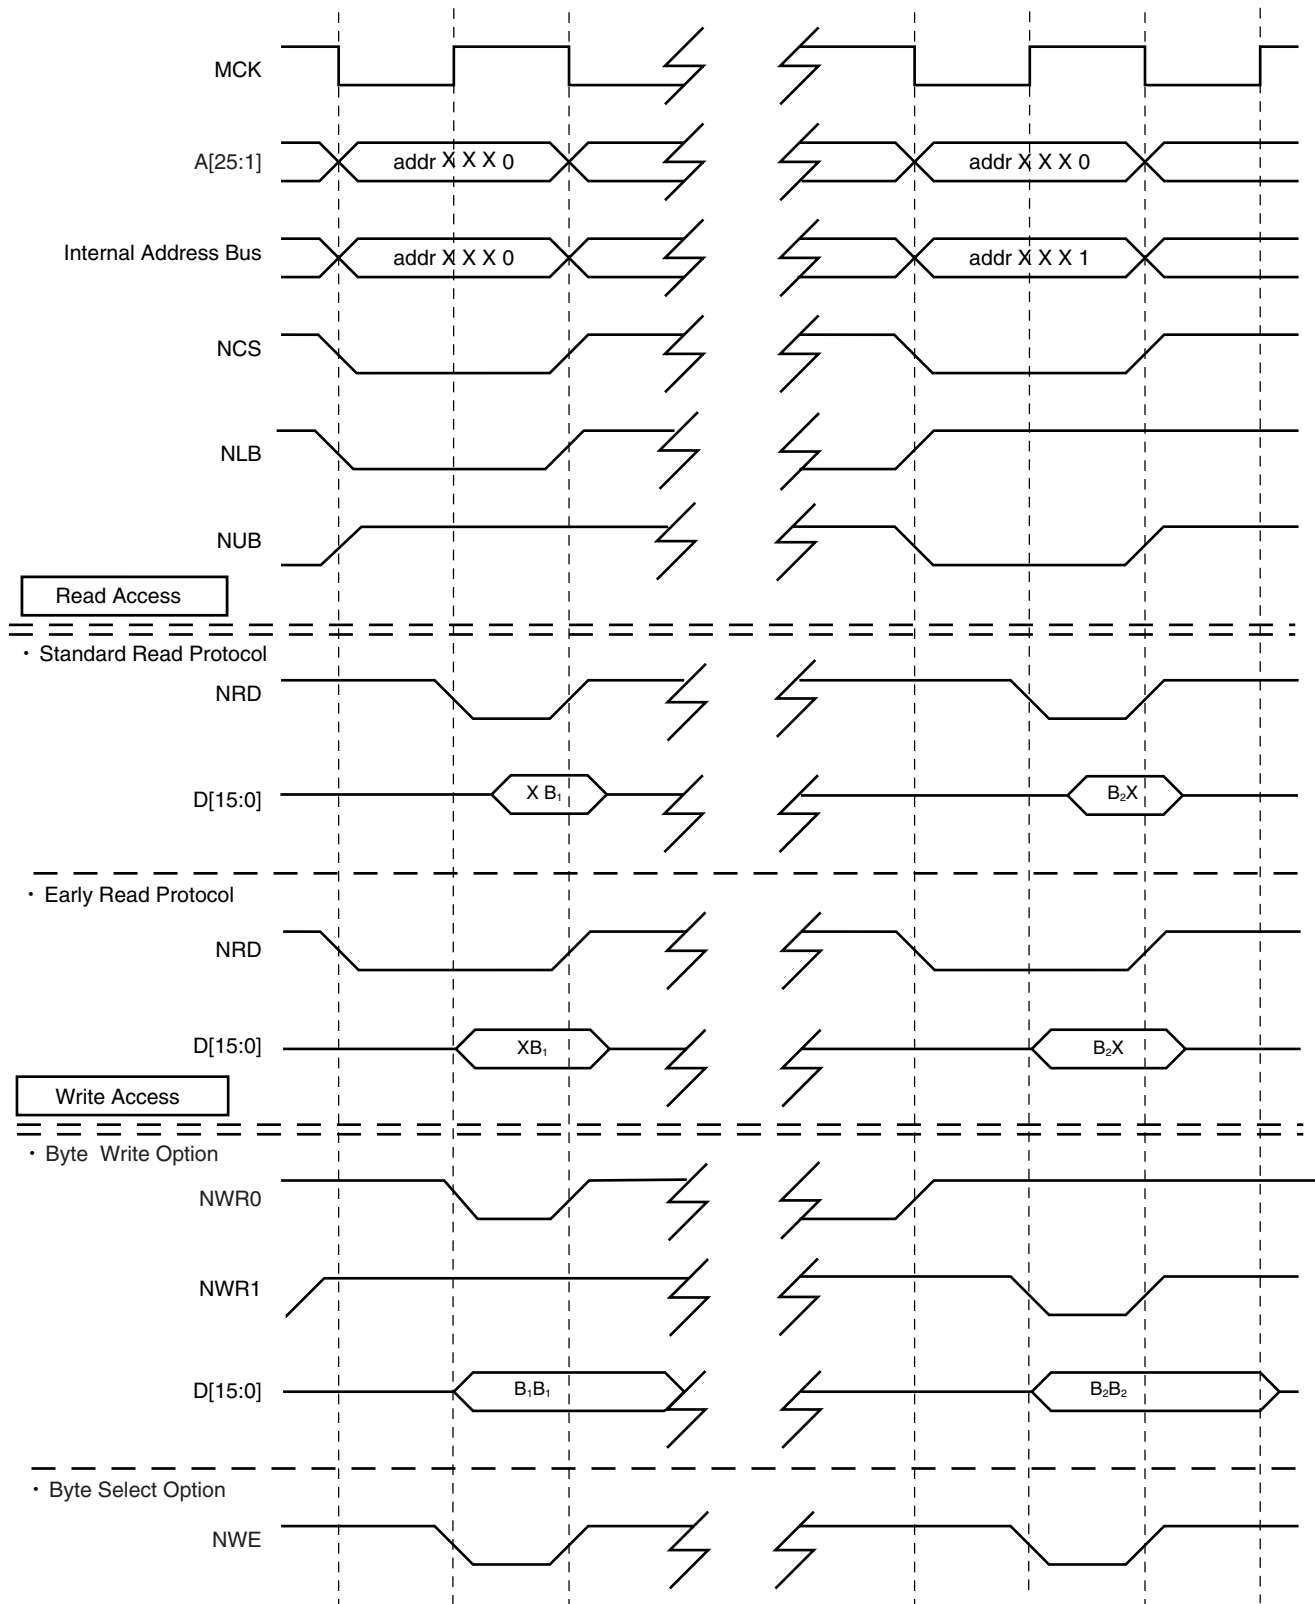 MCK
A[25:1]
addr X X X 0
addr X X X 0
Internal Address Bus
addr X X X 0
addr X X X 1
NCS
NLB
NUB
Read Access
· Standard Read Protocol
NRD
D[15:0]
X B₁
B₂X
· Early Read Protocol
NRD
D[15:0]
XB₁
B₂X
Write Access
· Byte Write Option
NWR0
NWR1
D[15:0]
B₁B₁
B₂B₂
· Byte Select Option
NWE